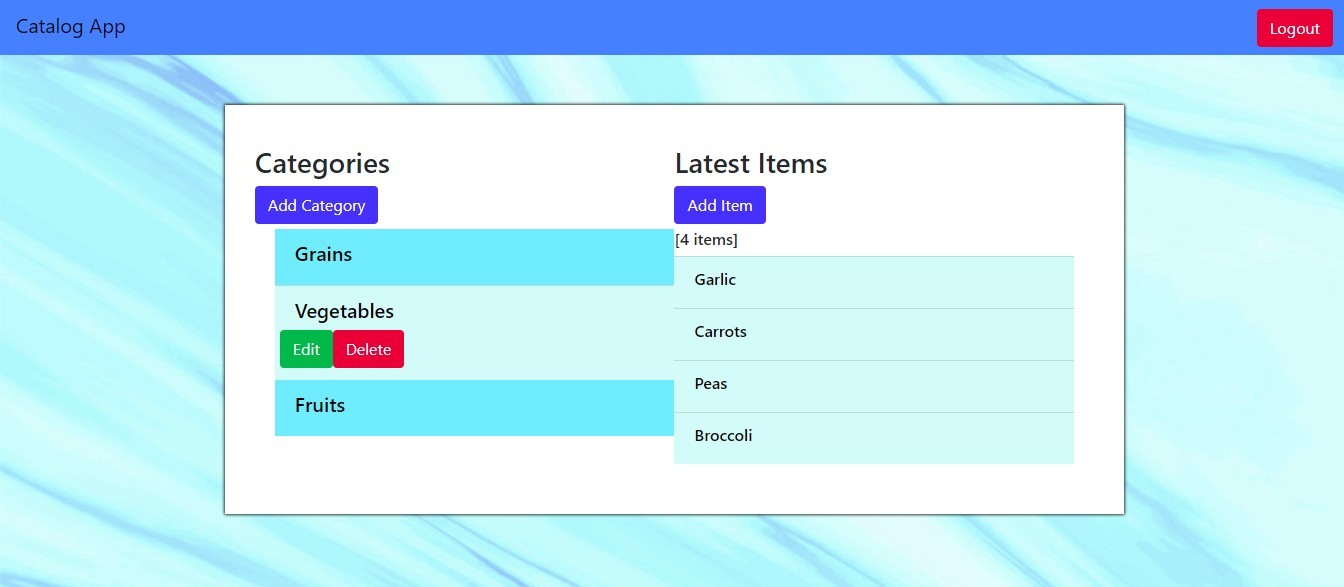 Catalog App
Logout
Categories
Add Category
Grains
Vegetables
Edit Delete
Fruits
Latest Items
Add Item
[4 items]
Garlic
Carrots
Peas
Broccoli